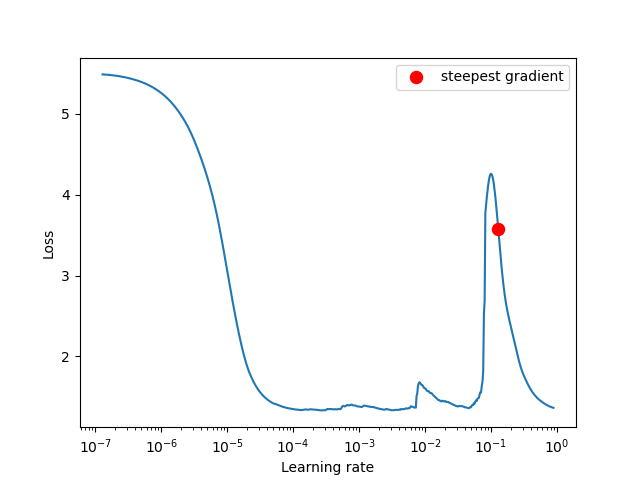 steepest gradient
5
4
3
2
Loss
10⁻⁷ 10⁻⁶ 10⁻⁵ 10⁻⁴ 10⁻³ 10⁻² 10⁻¹ 10⁰
Learning rate